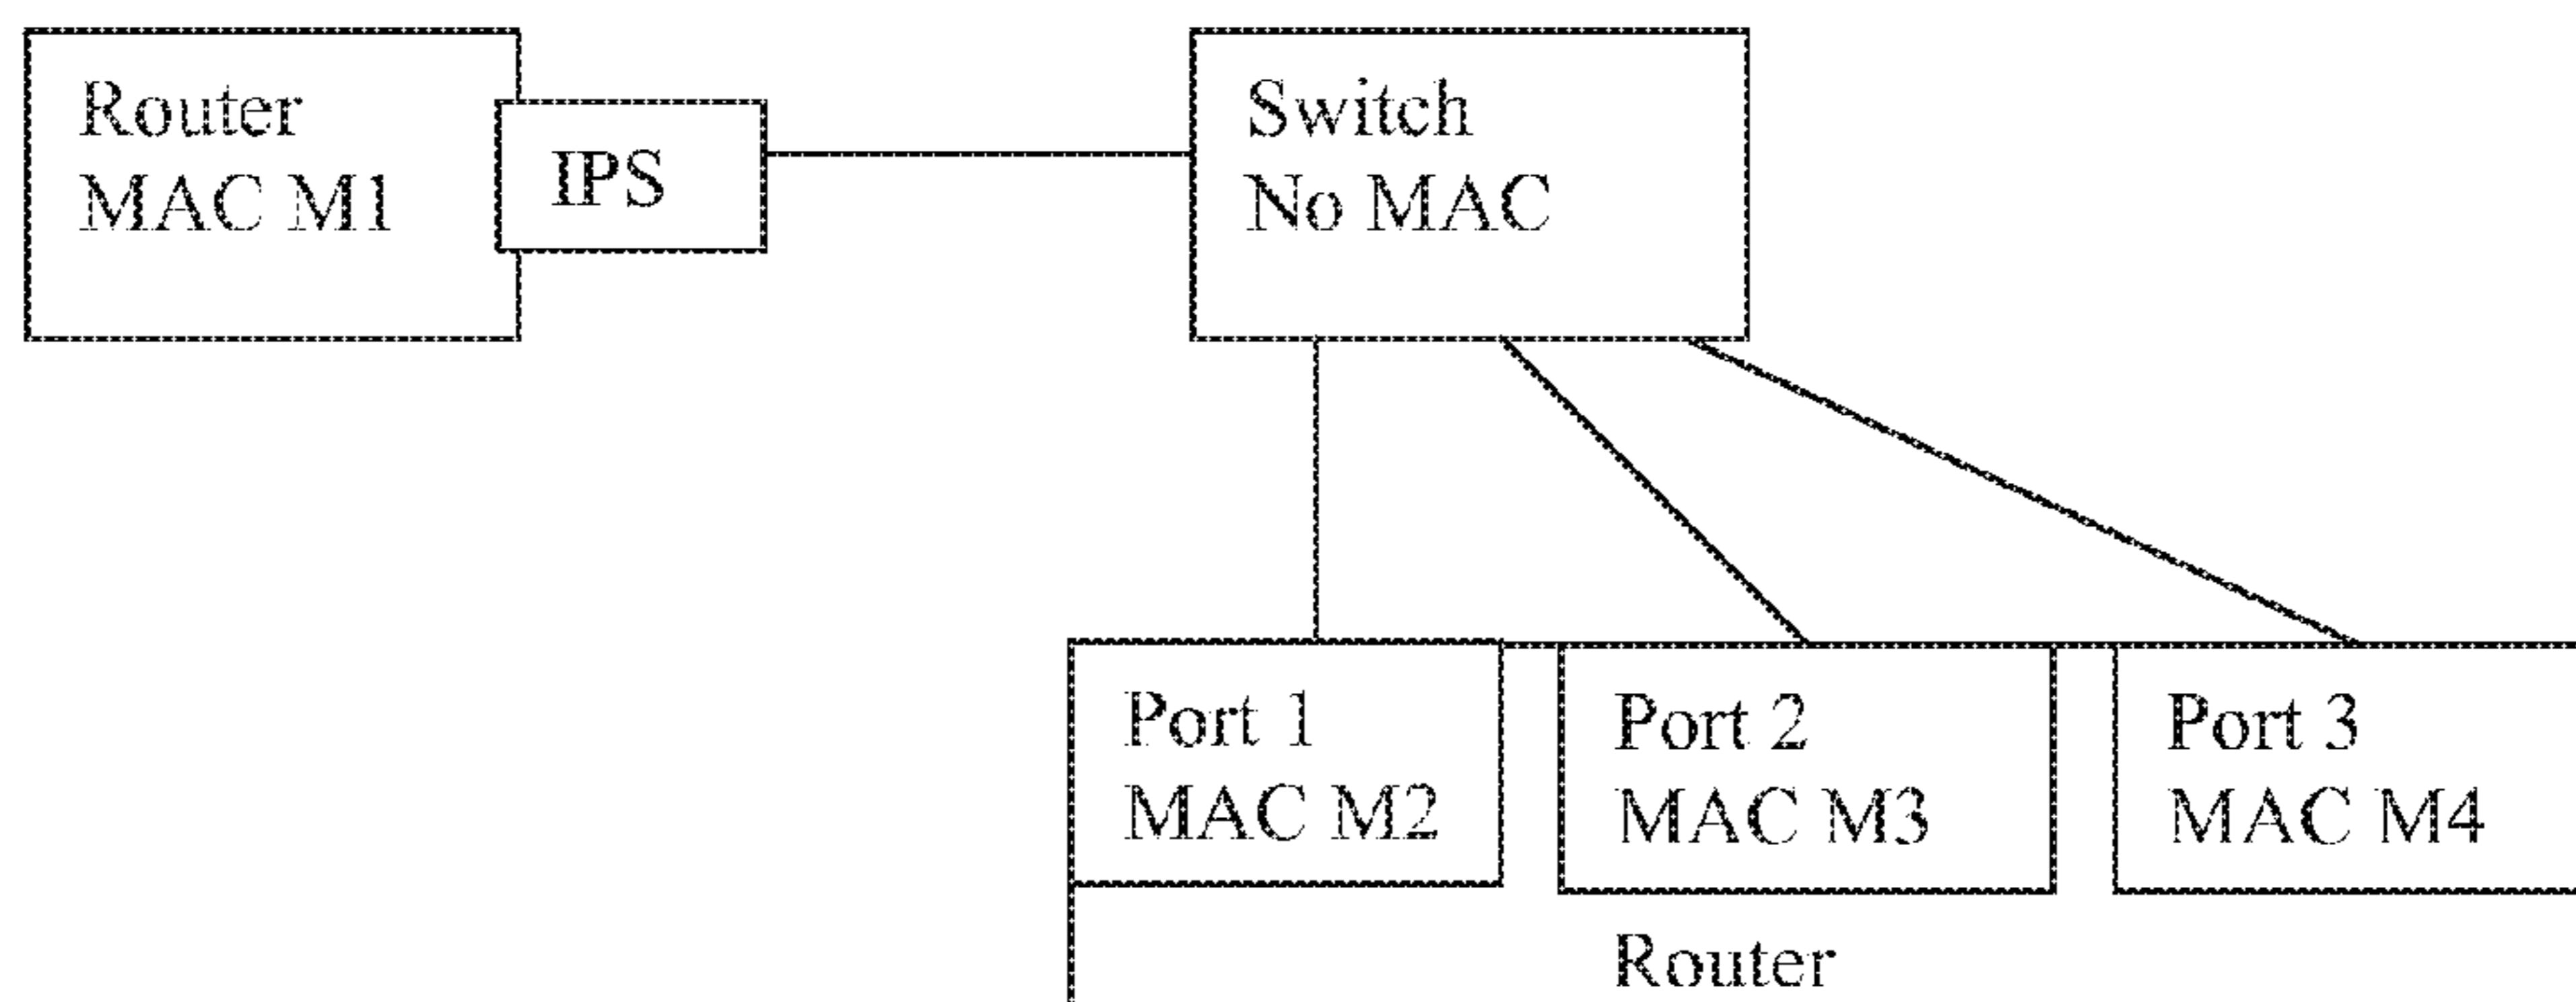 Router
MAC M1
IPS
Switch
No MAC
Port 1
MAC M2
Port 2
MAC M3
Port 3
MAC M4
Router